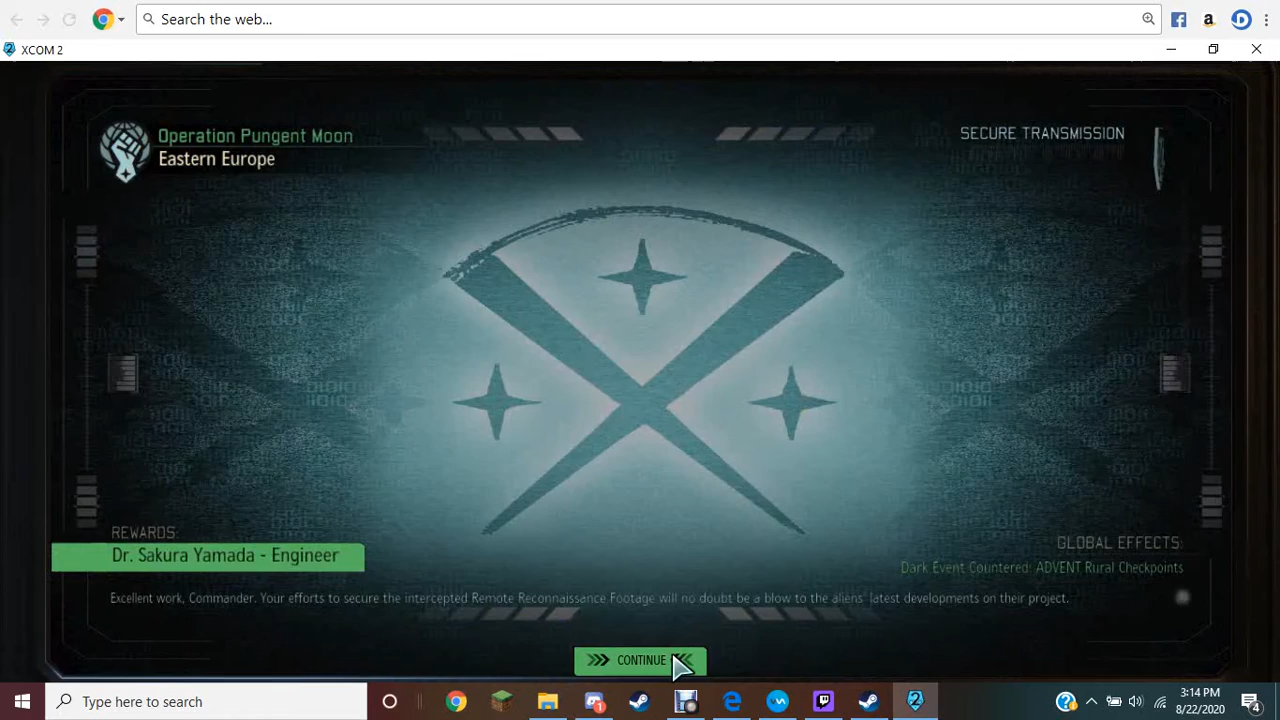 Search the web...
XCOM 2
Operation Pungent Moon
Eastern Europe
SECURE TRANSMISSION
REWARDS:
Dr. Sakura Yamada - Engineer
GLOBAL EFFECTS:
Dark Event Countered: ADVENT Rural Checkpoints
Excellent work, Commander. Your efforts to secure the intercepted Remote Reconnaissance Footage will no doubt be a blow to the aliens' latest developments on their project.
CONTINUE
Type here to search
3:14 PM
8/22/2020
4